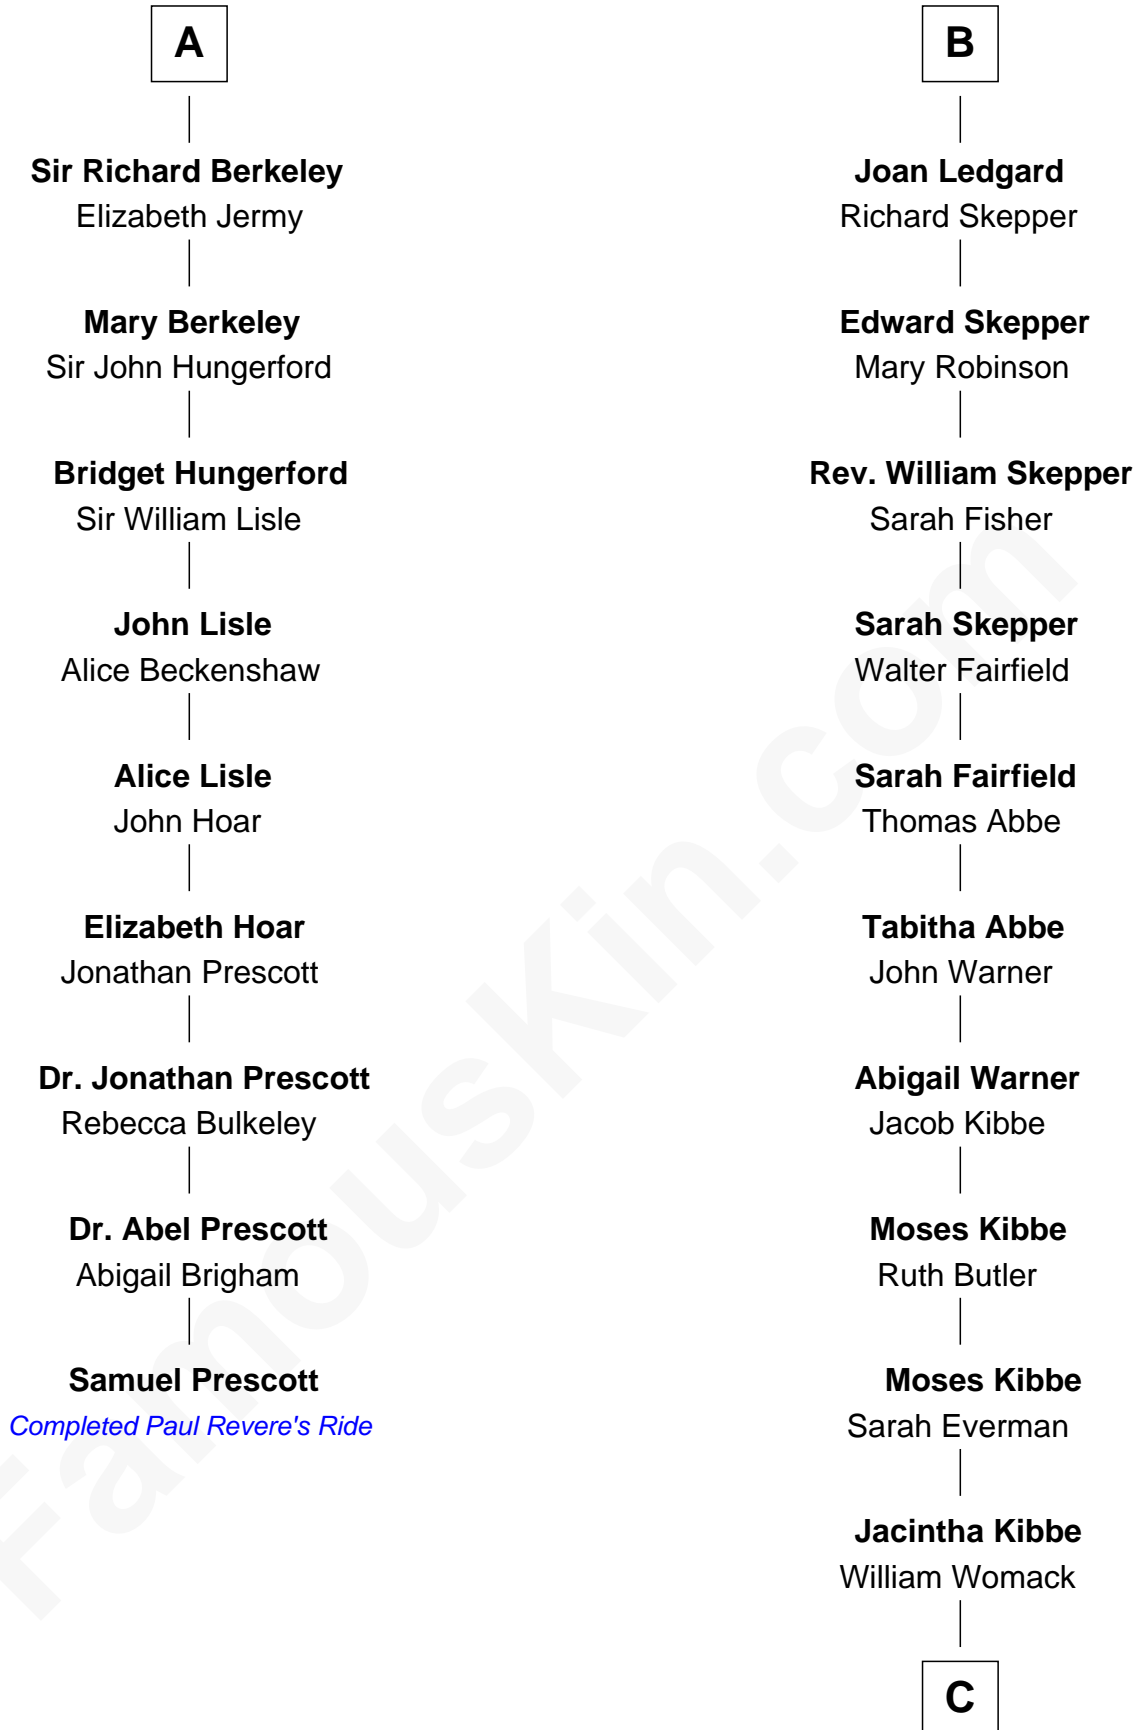 A
Sir Richard Berkeley
Elizabeth Jermy
Mary Berkeley
Sir John Hungerford
Bridget Hungerford
Sir William Lisle
John Lisle
Alice Beckenshaw
Alice Lisle
John Hoar
Elizabeth Hoar
Jonathan Prescott
Dr. Jonathan Prescott
Rebecca Bulkeley
Dr. Abel Prescott
Abigail Brigham
Samuel Prescott
Completed Paul Revere's Ride
B
Joan Ledgard
Richard Skepper
Edward Skepper
Mary Robinson
Rev. William Skepper
Sarah Fisher
Sarah Skepper
Walter Fairfield
Sarah Fairfield
Thomas Abbe
Tabitha Abbe
John Warner
Abigail Warner
Jacob Kibbe
Moses Kibbe
Ruth Butler
Moses Kibbe
Sarah Everman
Jacintha Kibbe
William Womack
C
FamousKin.com